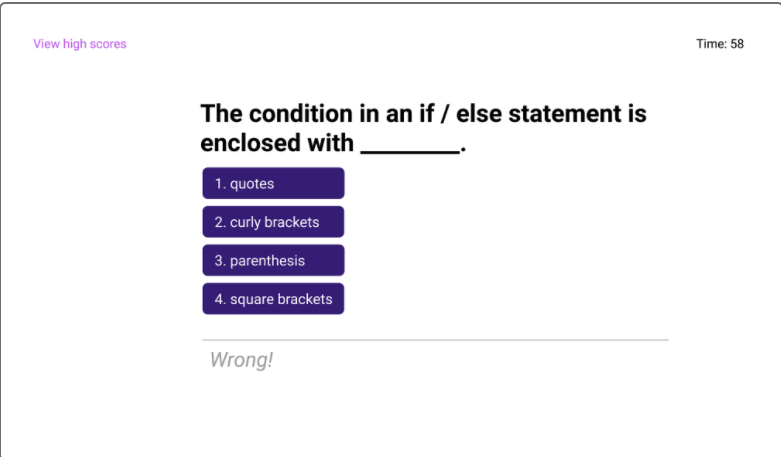 View high scores
Time: 58
The condition in an if / else statement is
enclosed with ________.
1. quotes
2. curly brackets
3. parenthesis
4. square brackets
Wrong!